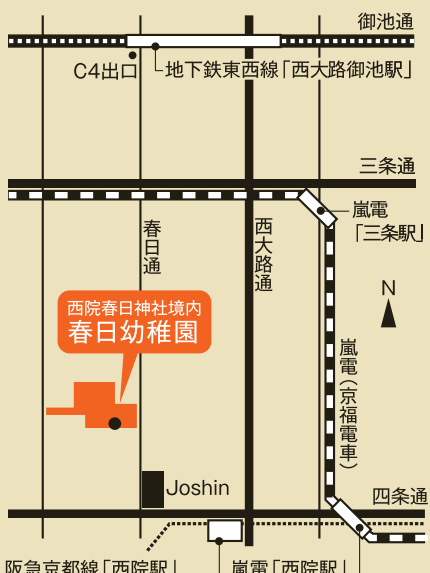 御池通
C4出口
地下鉄東西線「西大路御池駅」
三条通
嵐電
「三条駅」
春日通
西大路通
西院春日神社境内
春日幼稚園
N
嵐電(京福電車)
Joshin
四条通
阪急京都線「西院駅」
嵐電「西院駅」